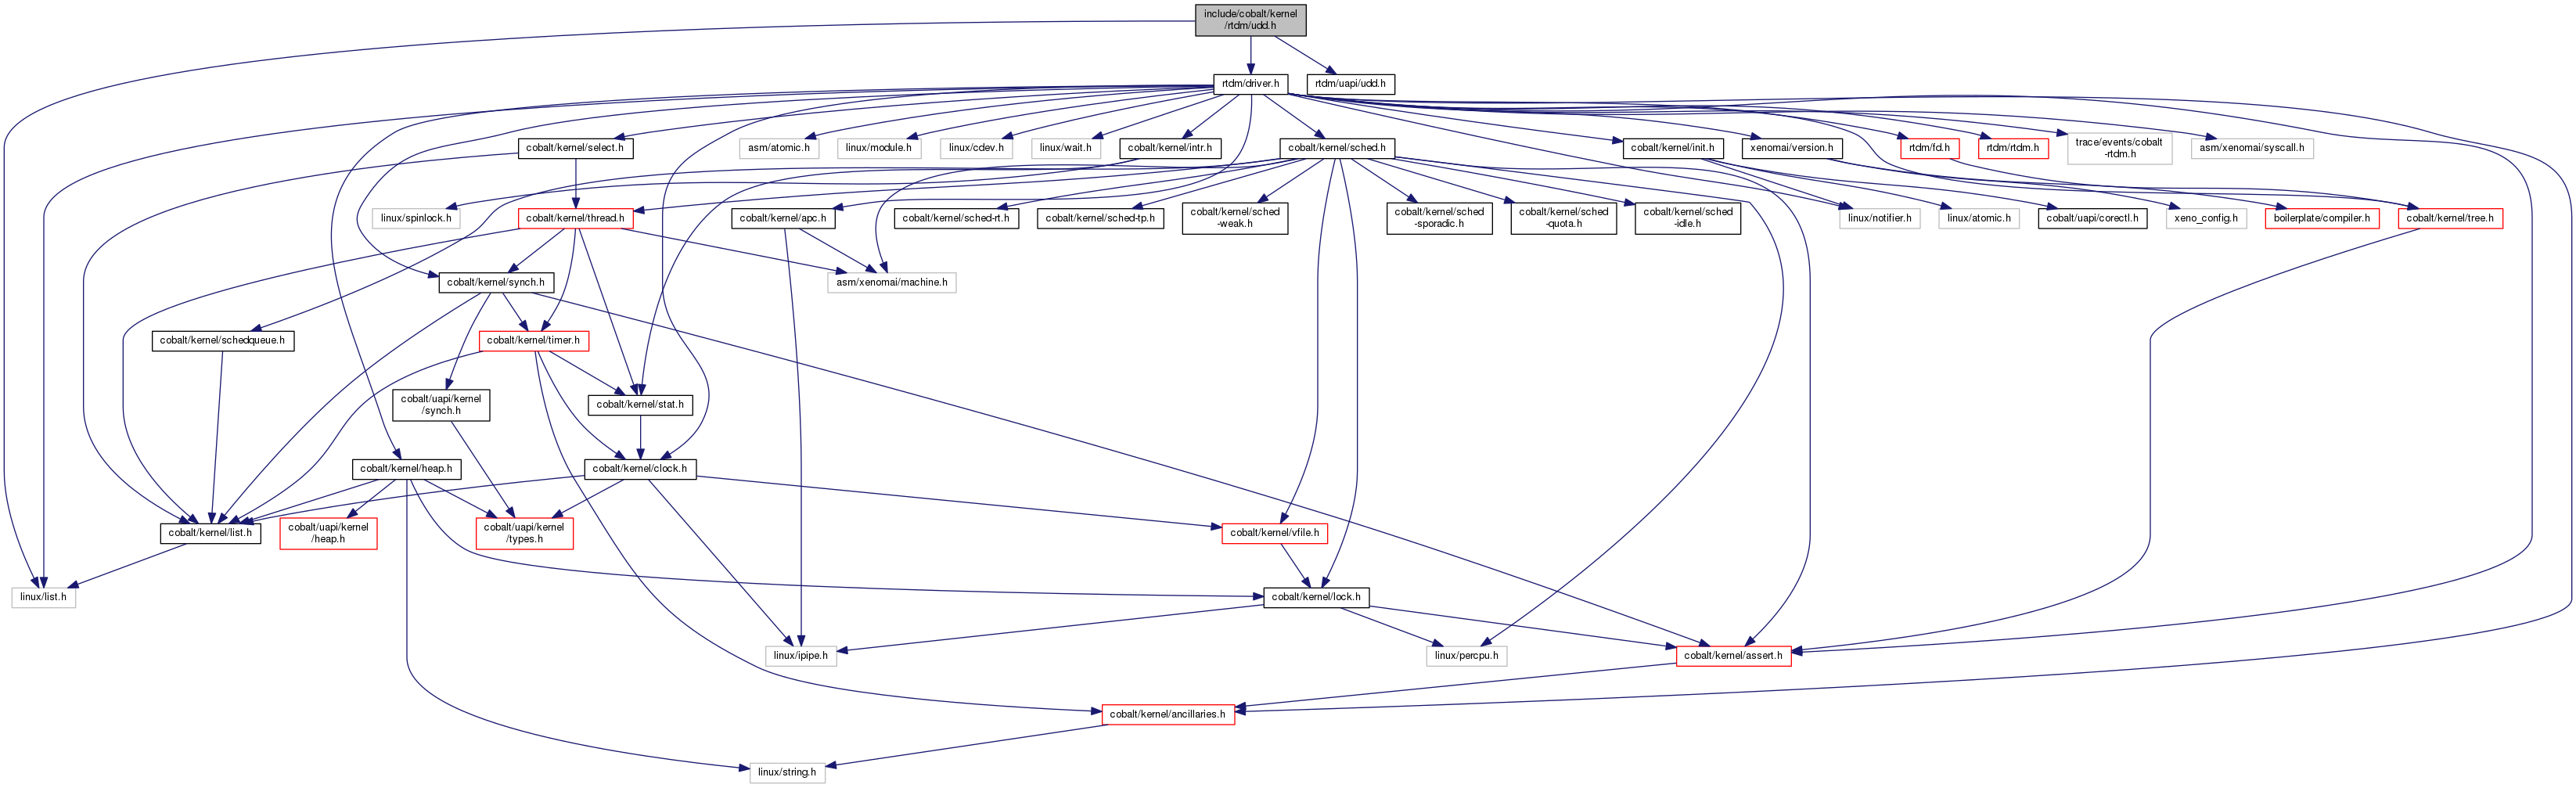 include/cobalt/kernel
/rtdm/udd.h
rtdm/driver.h
rtdm/uapi/udd.h
cobalt/kernel/select.h
asm/atomic.h
linux/module.h
linux/cdev.h
linux/wait.h
cobalt/kernel/intr.h
cobalt/kernel/sched.h
cobalt/kernel/init.h
xenomai/version.h
rtdm/fd.h
rtdm/rtdm.h
trace/events/cobalt
-rtdm.h
asm/xenomai/syscall.h
linux/spinlock.h
cobalt/kernel/thread.h
cobalt/kernel/apc.h
cobalt/kernel/sched-rt.h
cobalt/kernel/sched-tp.h
cobalt/kernel/sched
-weak.h
cobalt/kernel/sched
-sporadic.h
cobalt/kernel/sched
-quota.h
cobalt/kernel/sched
-idle.h
linux/notifier.h
linux/atomic.h
cobalt/uapi/corectl.h
xeno_config.h
boilerplate/compiler.h
cobalt/kernel/tree.h
cobalt/kernel/synch.h
asm/xenomai/machine.h
cobalt/kernel/schedqueue.h
cobalt/kernel/timer.h
cobalt/uapi/kernel
/synch.h
cobalt/kernel/stat.h
cobalt/kernel/heap.h
cobalt/kernel/clock.h
cobalt/kernel/list.h
cobalt/uapi/kernel
/heap.h
cobalt/uapi/kernel
/types.h
cobalt/kernel/vfile.h
linux/list.h
cobalt/kernel/lock.h
linux/ipipe.h
linux/percpu.h
cobalt/kernel/assert.h
cobalt/kernel/ancillaries.h
linux/string.h